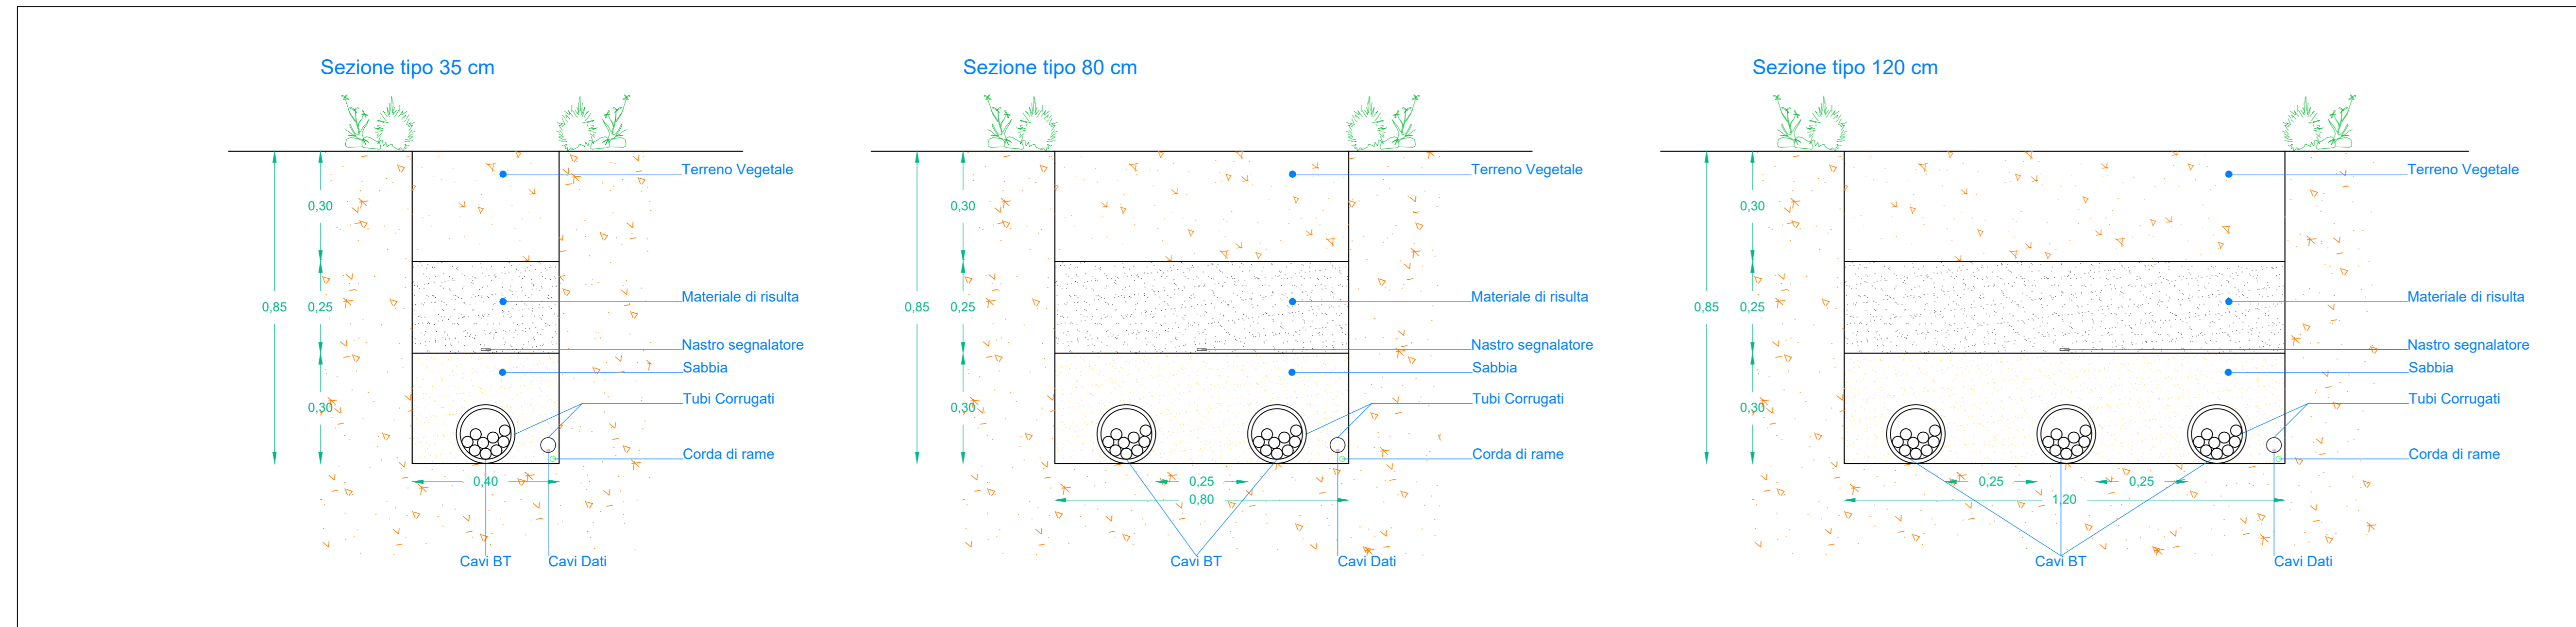 Sezione tipo 35 cm
Terreno Vegetale
0,30
Materiale di risulta
0,85
0,25
Nastro segnalatore
Sabbia
Tubi Corrugati
0,30
Corda di rame
0,40
Cavi BT
Cavi Dati
Sezione tipo 80 cm
Terreno Vegetale
0,30
Materiale di risulta
0,85
0,25
Nastro segnalatore
Sabbia
Tubi Corrugati
0,30
Corda di rame
0,25
0,80
Cavi BT
Cavi Dati
Sezione tipo 120 cm
Terreno Vegetale
0,30
Materiale di risulta
0,85
0,25
Nastro segnalatore
Sabbia
Tubi Corrugati
0,30
Corda di rame
0,25
0,25
1,20
Cavi BT
Cavi Dati